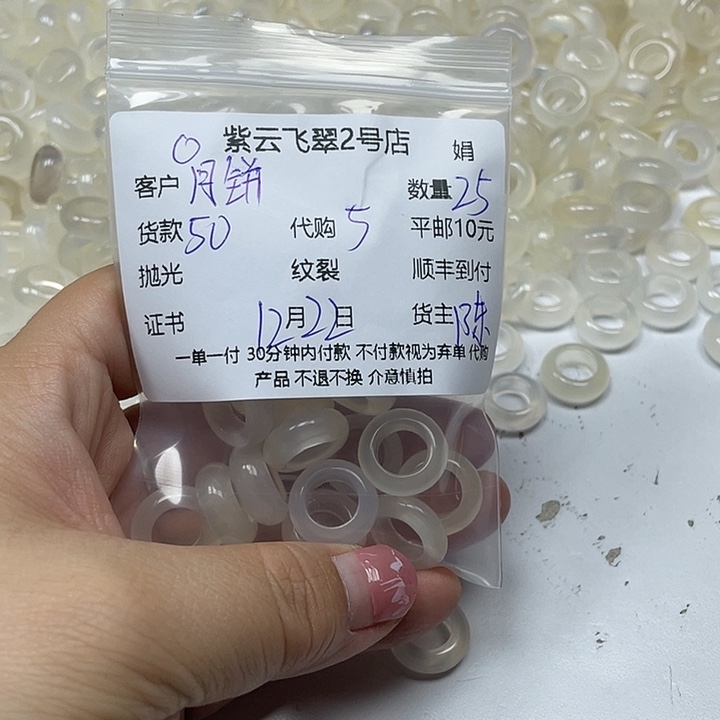 紫云飞翠2号店 娟
客户 月饼 数量 25
货款 50 代购 5 平邮10元
抛光 纹裂 顺丰到付
证书 12月22日 货主 陈
一单一付 30分钟内付款 不付款视为弃单 代购
产品 不退不换 介意慎拍